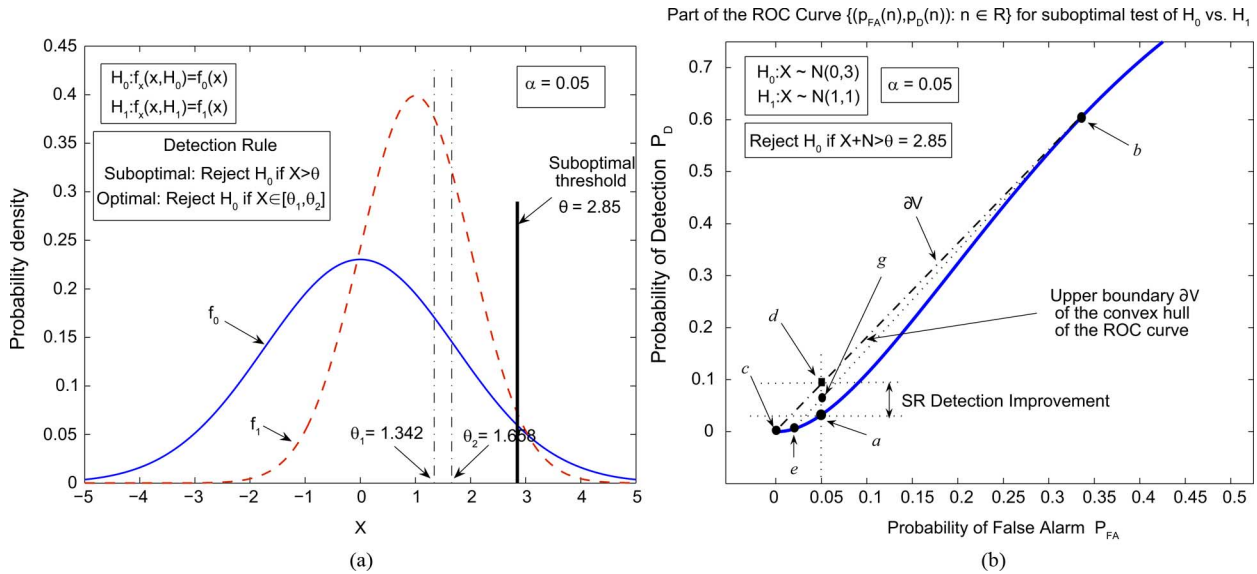 0.45
0.4
0.35
0.3
0.25
0.2
0.15
0.1
0.05
0
Probability density
H₀:fₓ(x,H₀)=f₀(x)
H₁:fₓ(x,H₁)=f₁(x)
α = 0.05
Detection Rule
Suboptimal: Reject H₀ if X>θ
Optimal: Reject H₀ if X∈[θ₁,θ₂]
Suboptimal
threshold
θ = 2.85
f₀
f₁
θ₁ = 1.342
θ₂ = 1.668
−5 −4 −3 −2 −1 0 1 2 3 4 5
X
(a)
Part of the ROC Curve {(p_FA(n),p_D(n)): n ∈ R} for suboptimal test of H₀ vs. H₁
0.7
0.6
0.5
0.4
0.3
0.2
0.1
0
Probability of Detection P_D
H₀:X ~ N(0,3)
H₁:X ~ N(1,1)
α = 0.05
Reject H₀ if X+N>θ = 2.85
b
∂V
g
d
Upper boundary ∂V
of the convex hull
of the ROC curve
c
SR Detection Improvement
a
e
0 0.05 0.1 0.15 0.2 0.25 0.3 0.35 0.4 0.45 0.5
Probability of False Alarm P_FA
(b)